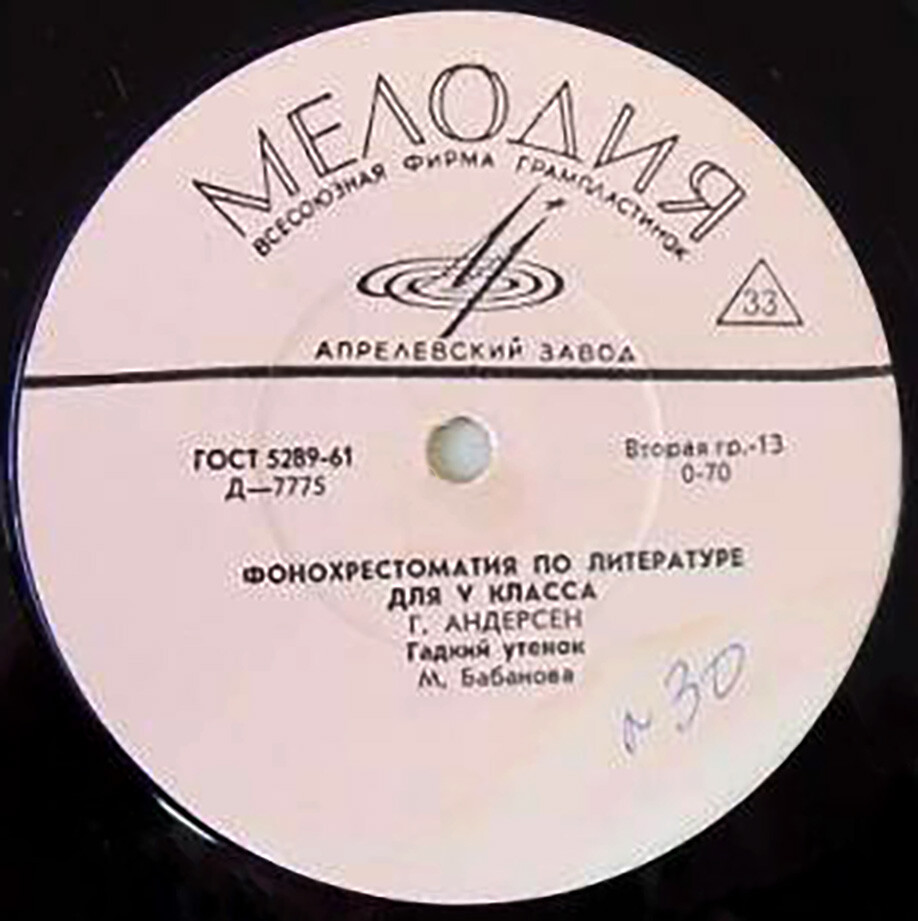 МЕЛОДИЯ
ВСЕСОЮЗНАЯ ФИРМА ГРАМПЛАСТИНОК
33
АПРЕЛЕВСКИЙ ЗАВОД
ГОСТ 5289-61
Д—7775
Вторая гр.-13
0-70
ФОНОХРЕСТОМАТИЯ ПО ЛИТЕРАТУРЕ
ДЛЯ V КЛАССА
Г. АНДЕРСЕН
Гадкий утенок
М. Бабанова
30